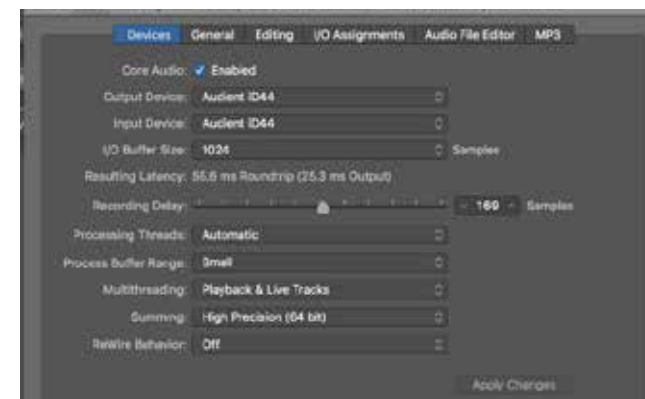 Devices General Editing I/O Assignments Audio File Editor MP3
Core Audio: Enabled
Output Device: Audient iD44
Input Device: Audient iD44
I/O Buffer Size: 1024 Samples
Resulting Latency: 55.6 ms Roundtrip (25.3 ms Output)
Recording Delay: - 169 + Samples
Processing Threads: Automatic
Process Buffer Range: Small
Multithreading: Playback & Live Tracks
Summing: High Precision (64 bit)
ReWire Behavior: Off
Apply Changes